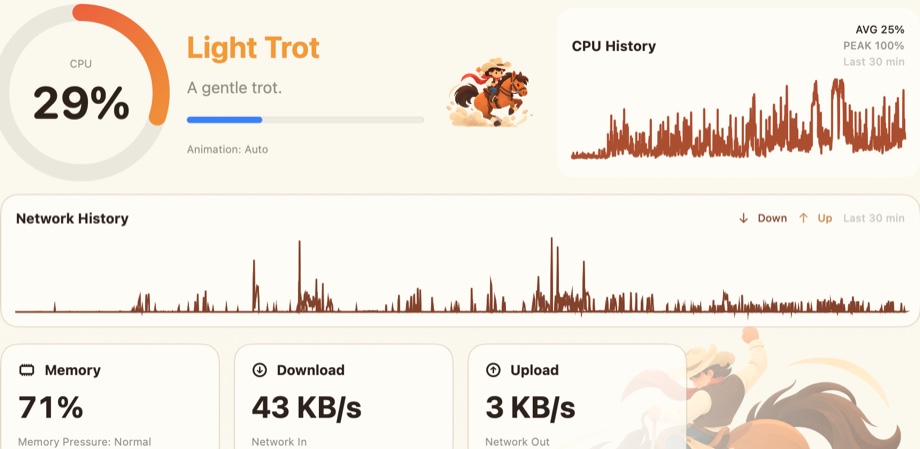 CPU
29%
Light Trot
A gentle trot.
Animation: Auto
CPU History
AVG 25%
PEAK 100%
Last 30 min
Network History
↓ Down ↑ Up Last 30 min
Memory
71%
Memory Pressure: Normal
Download
43 KB/s
Network In
Upload
3 KB/s
Network Out